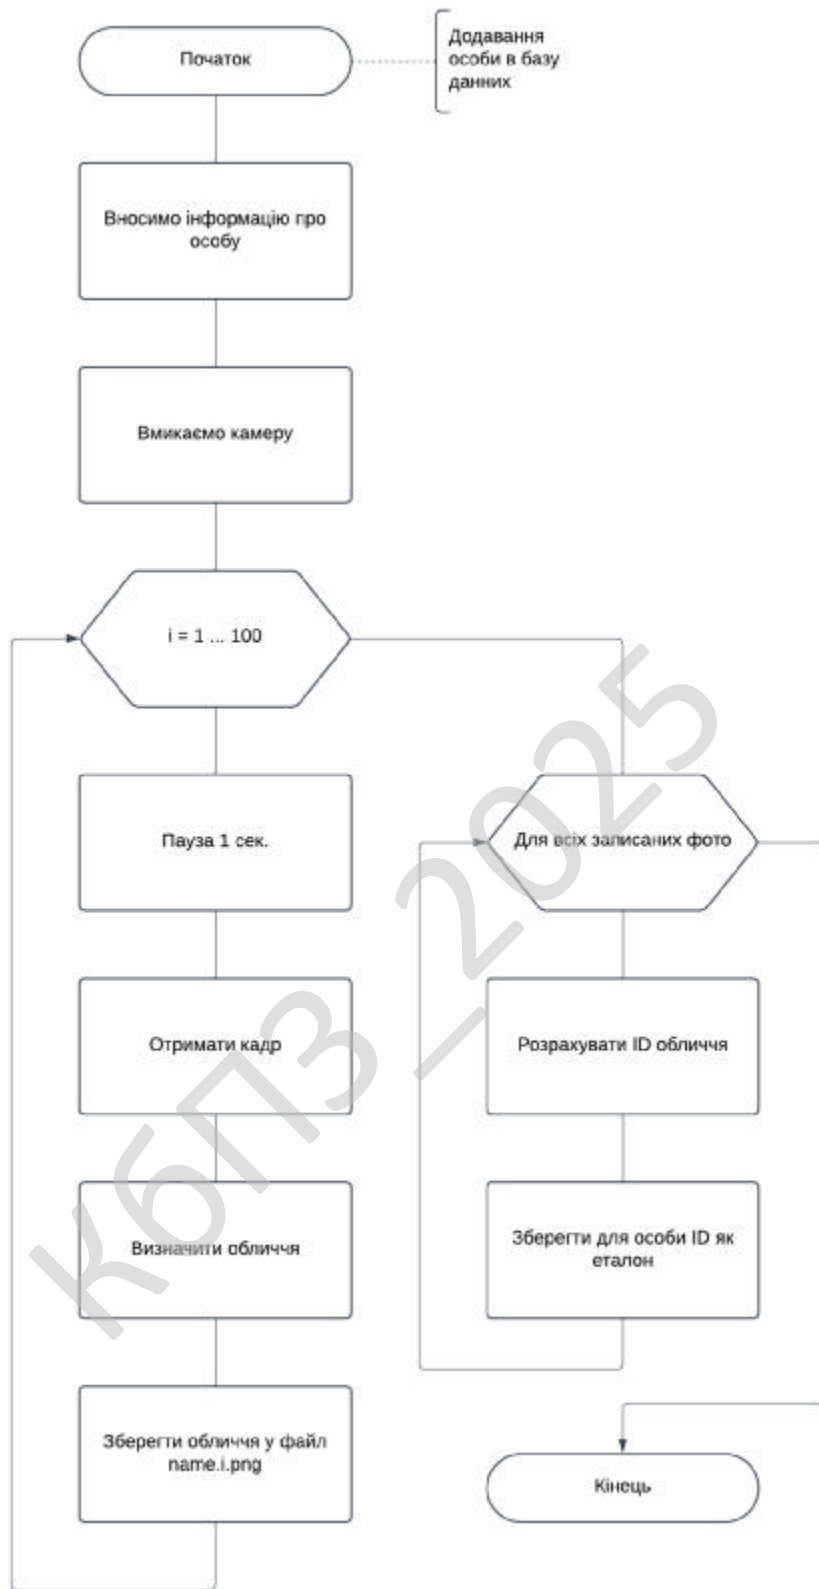 Початок
Додавання
особи в базу
данних
Вносимо інформацію про
особу
Вмикаємо камеру
i = 1 ... 100
Пауза 1 сек.
Отримати кадр
Визначити обличчя
Зберегти обличчя у файл
name.i.png
Для всіх записаних фото
Розрахувати ID обличчя
Зберегти для особи ID як
еталон
Кінець
КбПЗ_2025